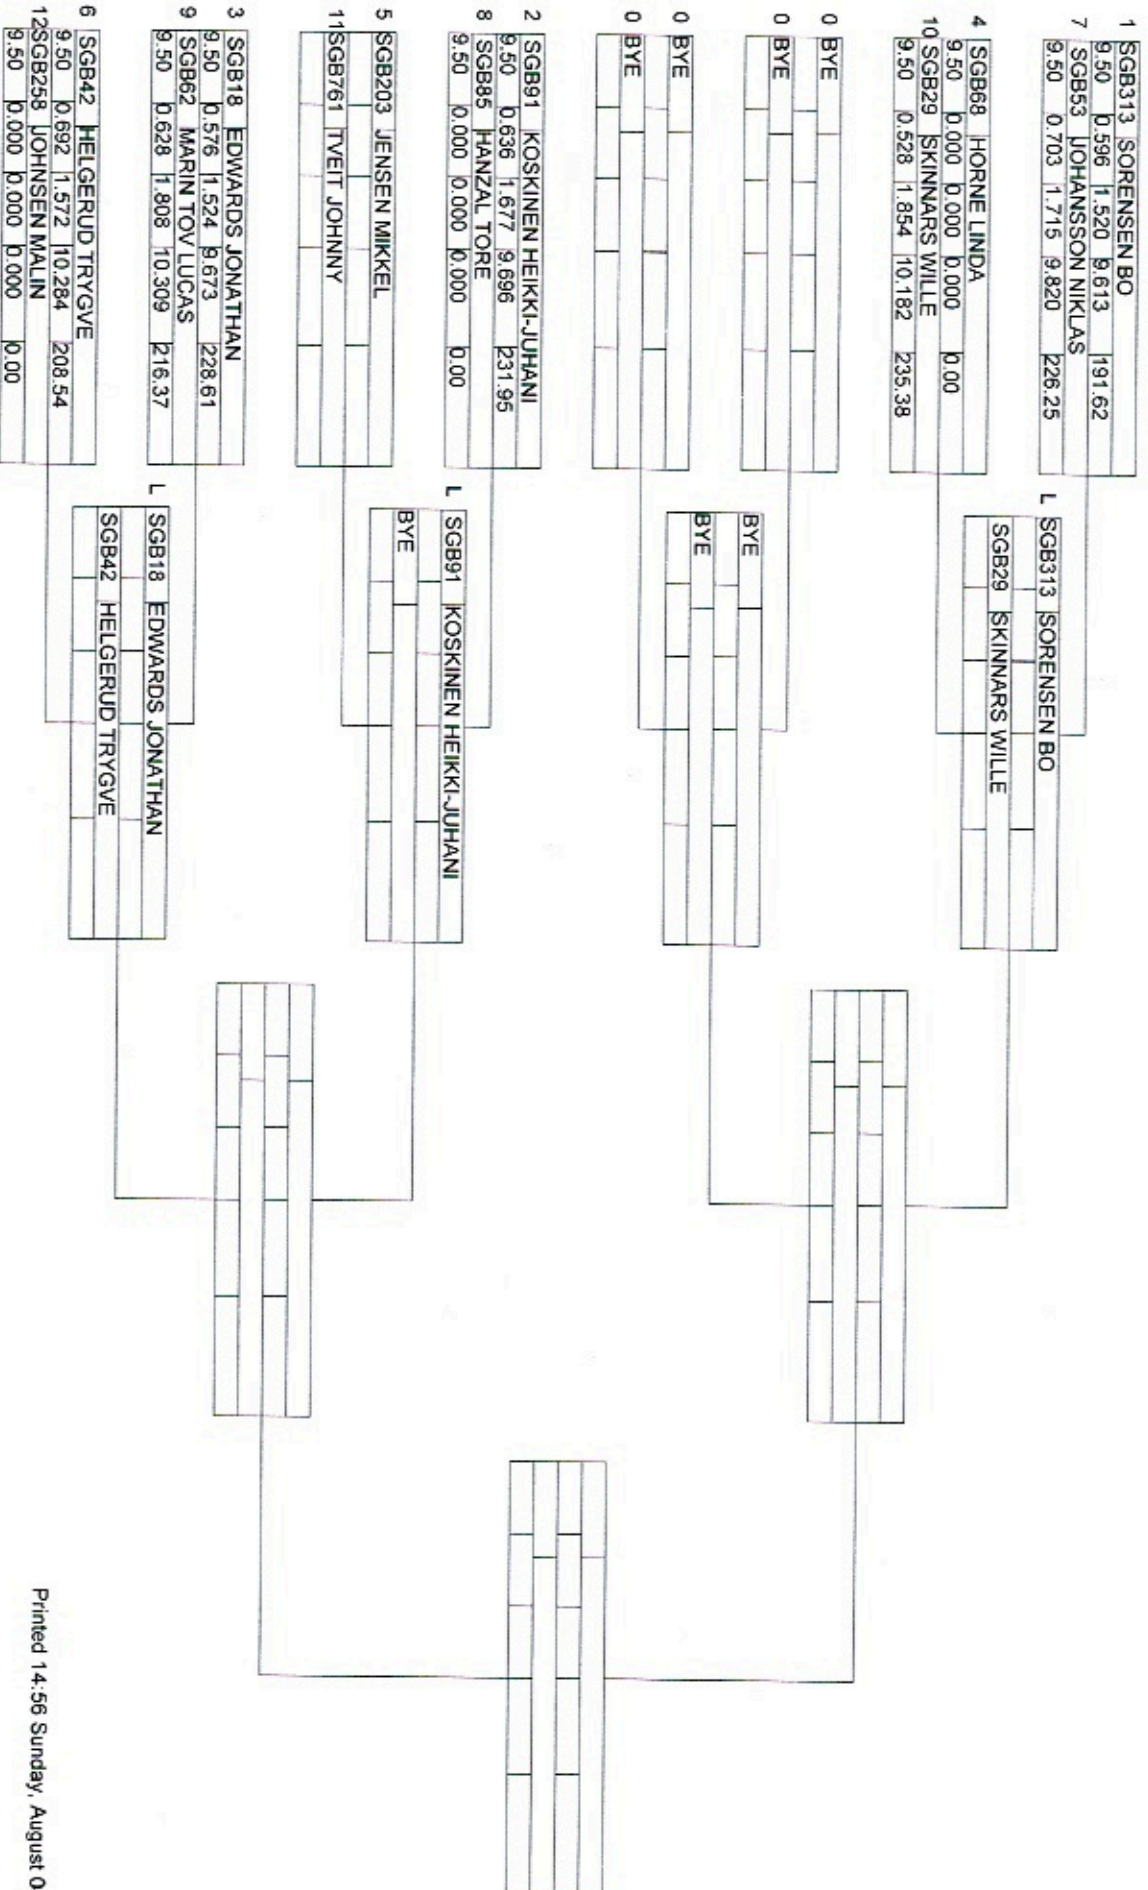 1 SGB313 SORENSEN BO
9.50 0.596 1.520 9.613 191.62
7 SGB53 JOHANSSON NIKLAS
9.50 0.703 1.715 9.820 226.25
4 SGB68 HORNE LINDA
9.50 0.000 0.000 0.000 0.00
10 SGB29 SKINNARS WILLE
9.50 0.528 1.854 10.182 235.38
0 BYE
0 BYE
0 BYE
0 BYE
2 SGB91 KOSKINEN HEIKKI-JUHANI
9.50 0.636 1.677 9.696 231.95
8 SGB85 HANZAL TORE
9.50 0.000 0.000 0.000 0.00
5 SGB203 JENSEN MIKKEL
11 SGB761 TVEIT JOHNNY
3 SGB18 EDWARDS JONATHAN
9.50 0.576 1.524 9.673 228.61
9 SGB62 MARIN TOV LUCAS
9.50 0.628 1.808 10.309 216.37
6 SGB42 HELGERUD TRYGVE
9.50 0.692 1.572 10.284 208.54
12 SGB258 JOHNSEN MALIN
9.50 0.000 0.000 0.000 0.00
L SGB313 SORENSEN BO
SGB29 SKINNARS WILLE
BYE
BYE
L SGB91 KOSKINEN HEIKKI-JUHANI
BYE
L SGB18 EDWARDS JONATHAN
SGB42 HELGERUD TRYGVE
Printed 14:56 Sunday, August 0